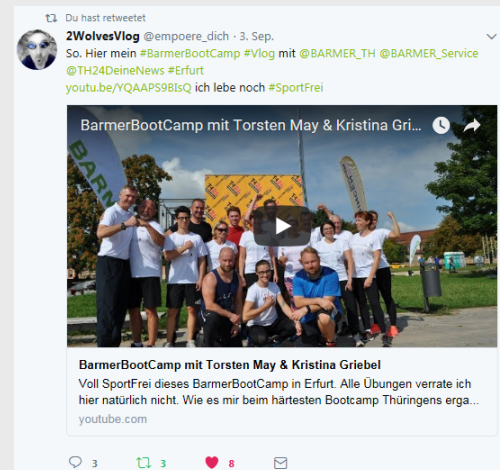 Du hast retweetet
2WolvesVlog @empoere_dich · 3. Sep.
So. Hier mein #BarmerBootCamp #Vlog mit @BARMER_TH @BARMER_Service
@TH24DeineNews #Erfurt
youtu.be/YQAAPS9BIsQ ich lebe noch #SportFrei
BarmerBootCamp mit Torsten May & Kristina Gri...
BARM
BarmerBootCamp mit Torsten May & Kristina Griebel
Voll SportFrei dieses BarmerBootCamp in Erfurt. Alle Übungen verrate ich
hier natürlich nicht. Wie es mir beim härtesten Bootcamp Thüringens erga...
youtube.com
3 3 8